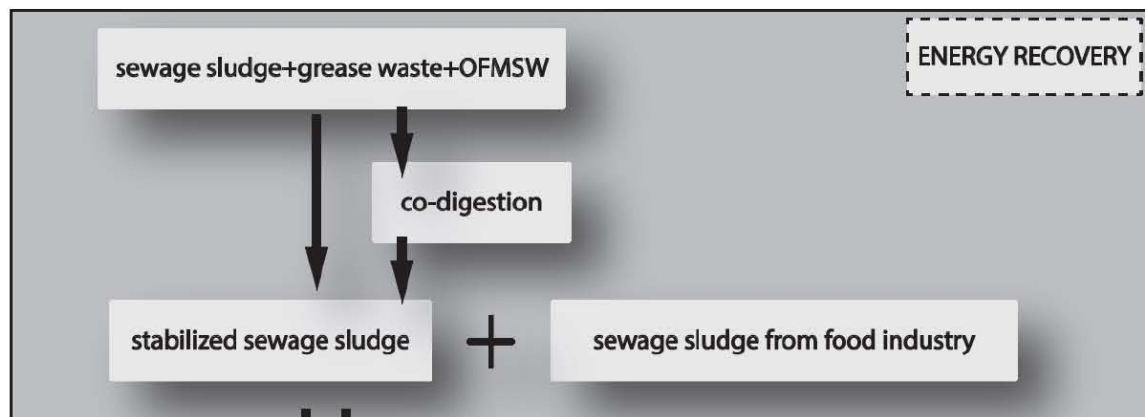 sewage sludge+grease waste+OFMSW
ENERGY RECOVERY
co-digestion
stabilized sewage sludge
+
sewage sludge from food industry